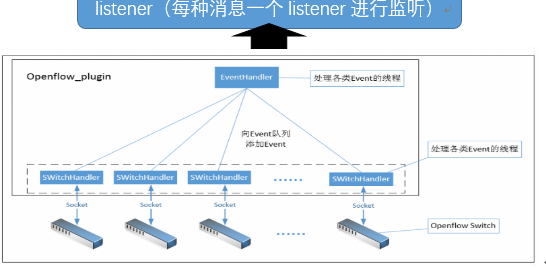 listener（每种消息一个 listener 进行监听）
Openflow_plugin
EventHandler
处理各类Event的线程
向Event队列
添加Event
处理各类Event的线程
SWitchHandler SWitchHandler SWitchHandler ...... SWitchHandler
Socket Socket Socket Socket
...... Openflow Switch